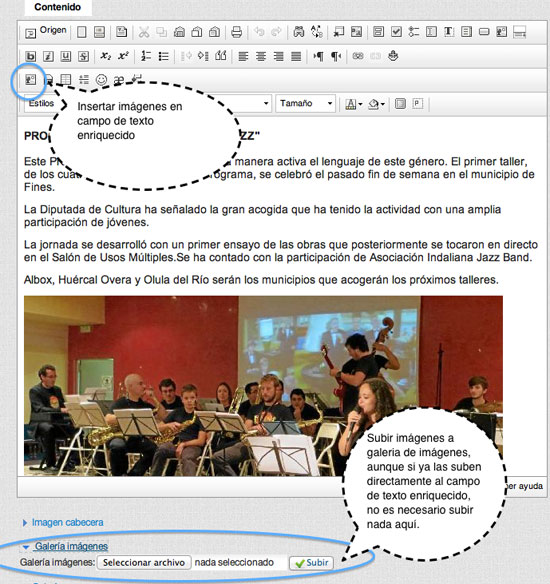 Contenido
Origen
Estilos
Tamaño
Insertar imágenes en
campo de texto
enriquecido
PRO ZZ"
Este P a manera activa el lenguaje de este género. El primer taller,
de los cua rograma, se celebró el pasado fin de semana en el municipio de
Fines.
La Diputada de Cultura ha señalado la gran acogida que ha tenido la actividad con una amplia
participación de jóvenes.
La jornada se desarrolló con un primer ensayo de las obras que posteriormente se tocaron en directo
en el Salón de Usos Múltiples.Se ha contado con la participación de Asociación Indaliana Jazz Band.
Albox, Huércal Overa y Olula del Río serán los municipios que acogerán los próximos talleres.
Subir imágenes a
galeria de imágenes,
aunque si ya las suben
directamente al campo
de texto enriquecido,
no es necesario subir
nada aquí.
er ayuda
Imagen cabecera
Galería imágenes
Galería imágenes: Seleccionar archivo nada seleccionado Subir